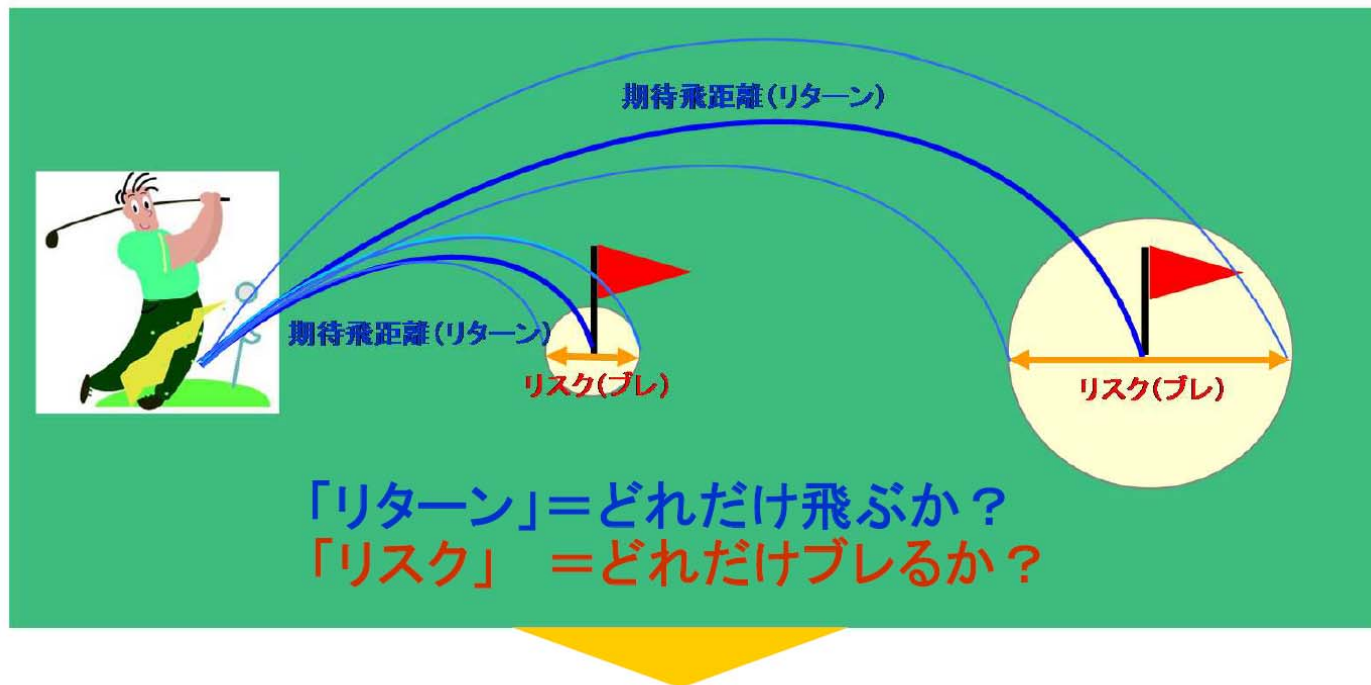 期待飛距離(リターン)
期待飛距離(リターン)
リスク(ブレ)
リスク(ブレ)
「リターン」＝どれだけ飛ぶか？
「リスク」　＝どれだけブレるか？